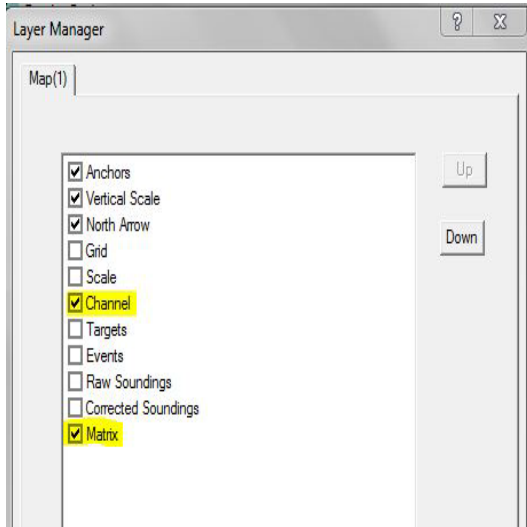 Layer Manager
Map(1)
Anchors
Vertical Scale
North Arrow
Grid
Scale
Channel
Targets
Events
Raw Soundings
Corrected Soundings
Matrix
Up
Down